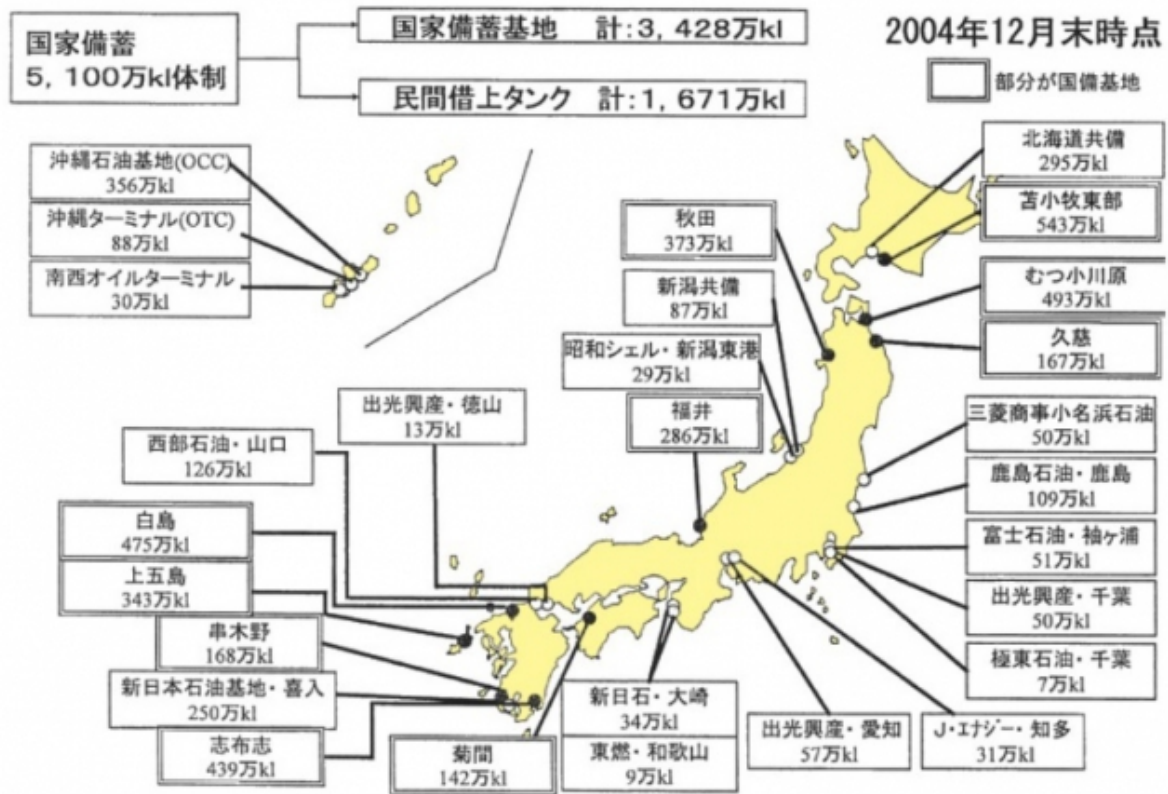 国家備蓄
5,100万kl体制
国家備蓄基地　計:3,428万kl
民間借上タンク　計:1,671万kl
2004年12月末時点
部分が国備基地
沖縄石油基地(OCC)
356万kl
沖縄ターミナル(OTC)
88万kl
南西オイルターミナル
30万kl
北海道共備
295万kl
苫小牧東部
543万kl
むつ小川原
493万kl
久慈
167万kl
秋田
373万kl
新潟共備
87万kl
昭和シェル・新潟東港
29万kl
福井
286万kl
出光興産・徳山
13万kl
西部石油・山口
126万kl
白島
475万kl
上五島
343万kl
串木野
168万kl
新日本石油基地・喜入
250万kl
志布志
439万kl
菊間
142万kl
新日石・大崎
34万kl
東燃・和歌山
9万kl
出光興産・愛知
57万kl
J・エナジー・知多
31万kl
三菱商事小名浜石油
50万kl
鹿島石油・鹿島
109万kl
富士石油・袖ヶ浦
51万kl
出光興産・千葉
50万kl
極東石油・千葉
7万kl